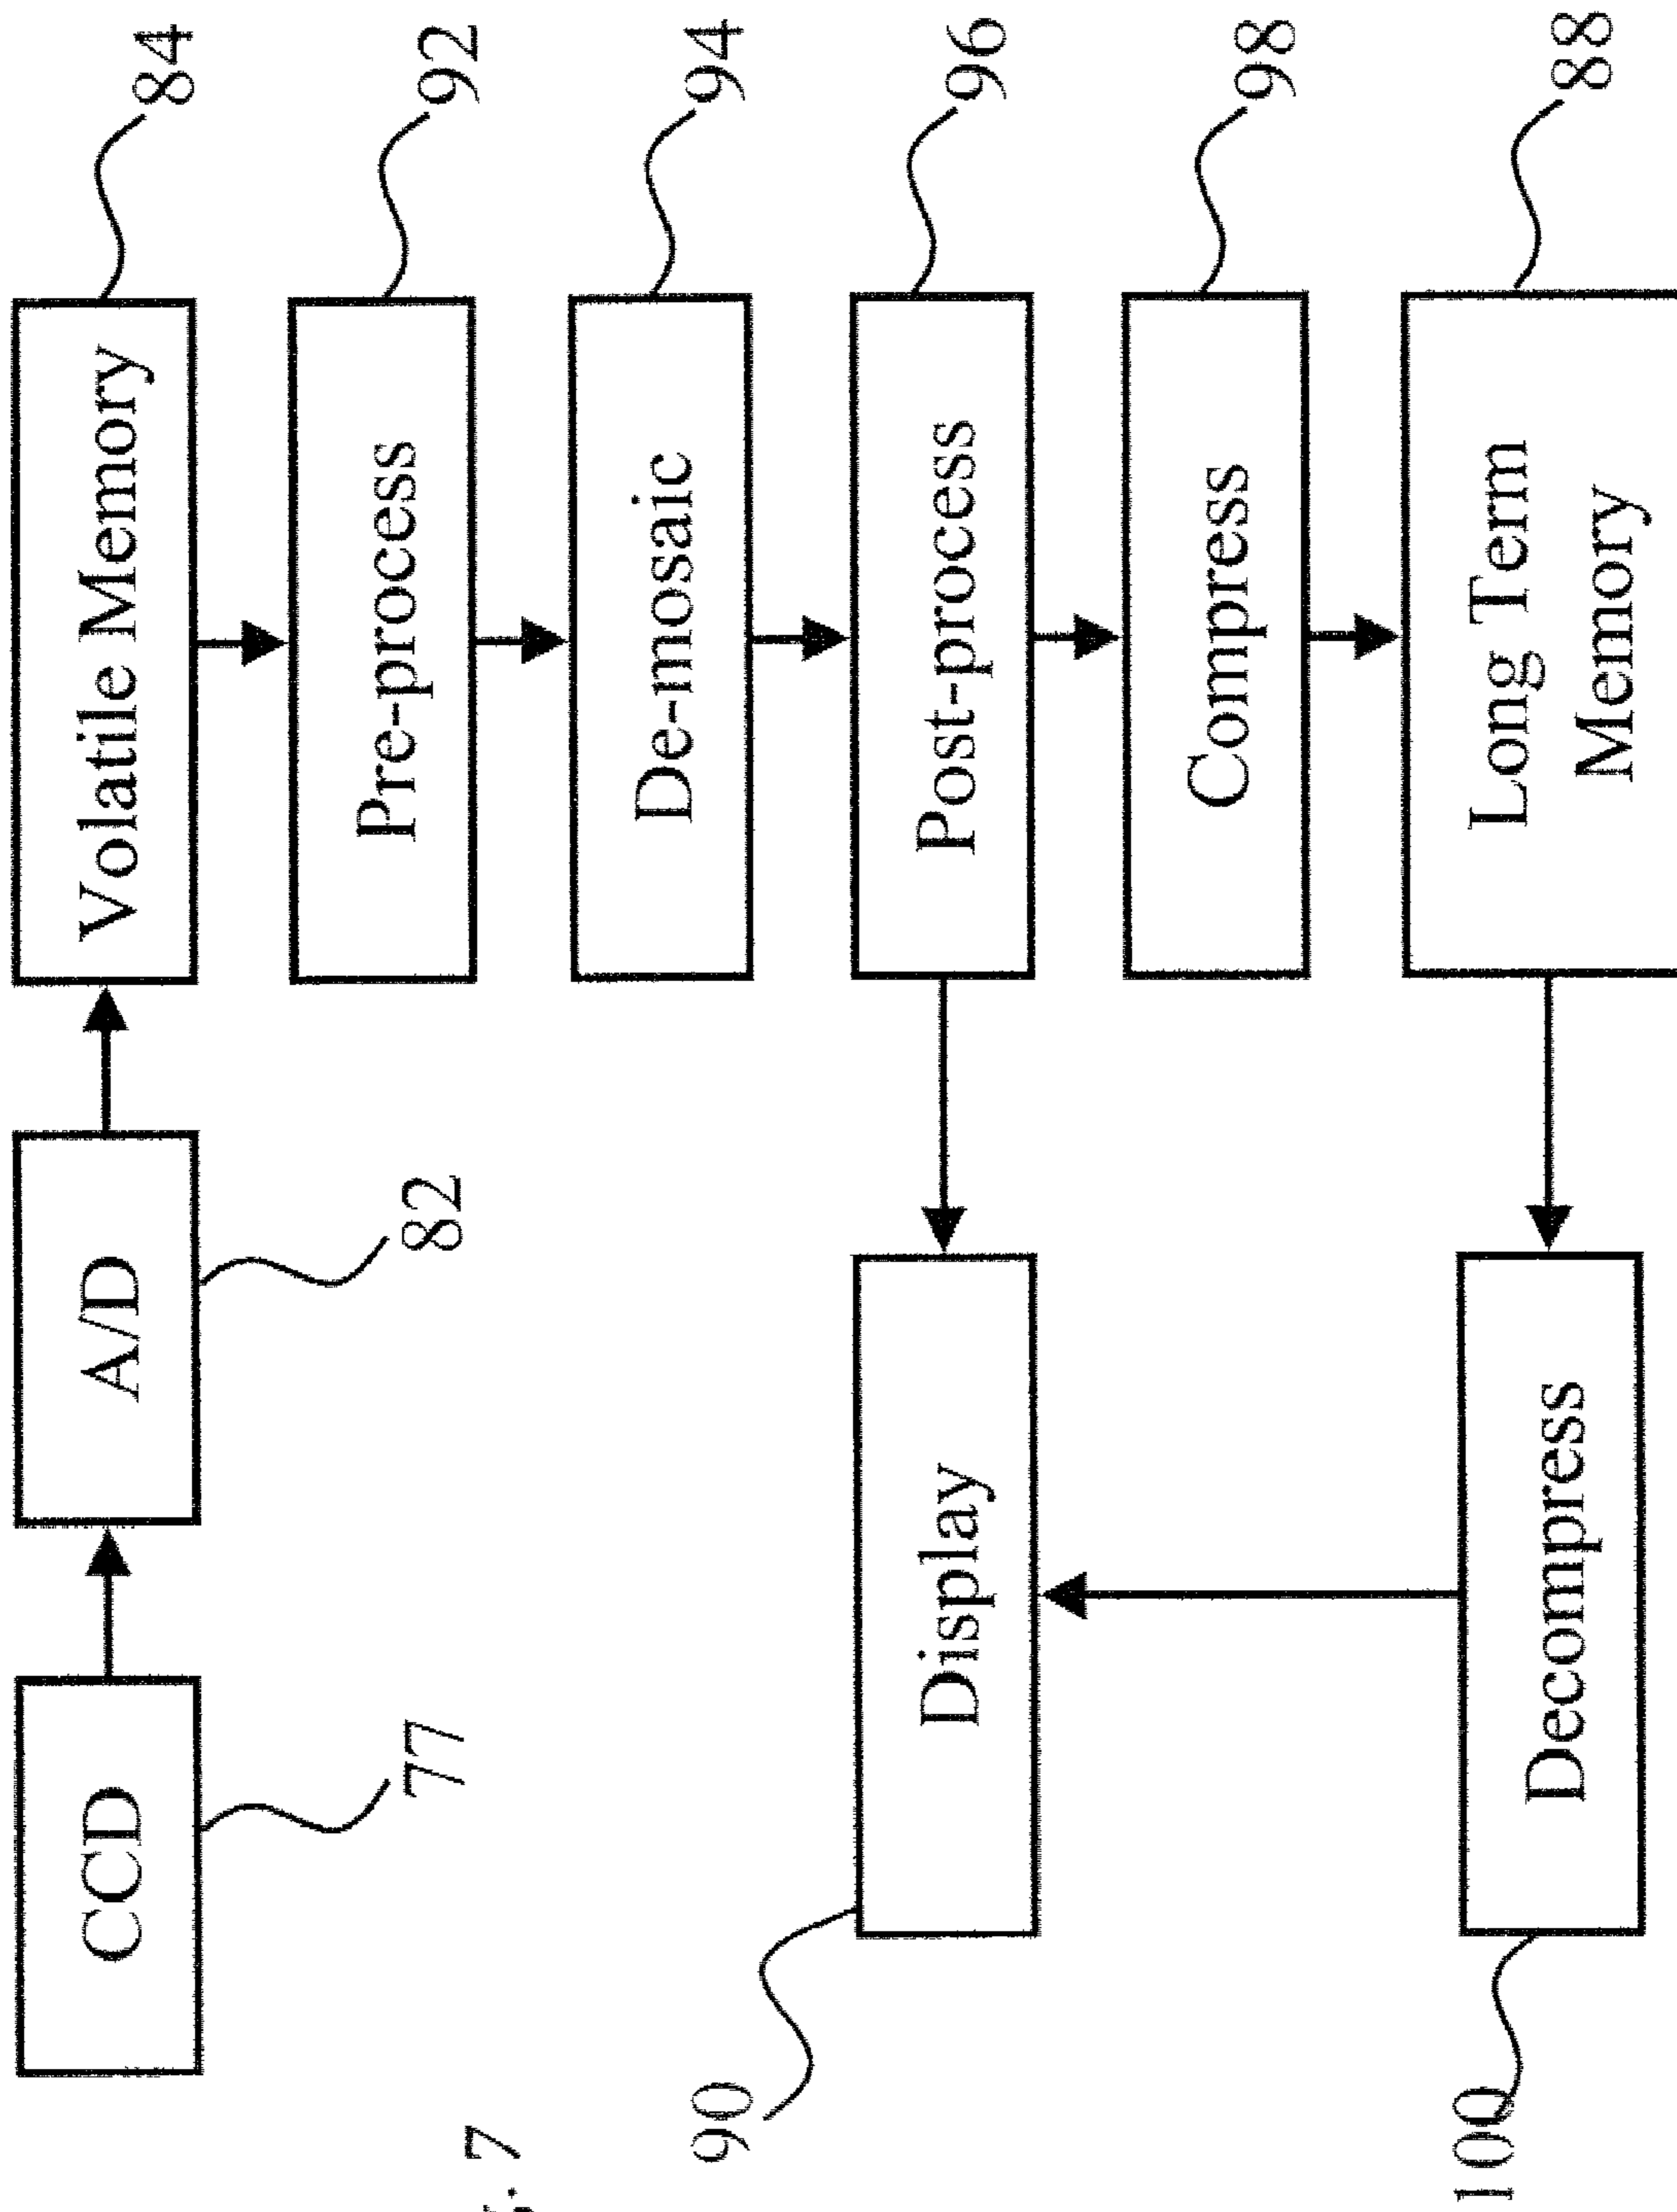 CCD
A/D
Volatile Memory
84
77
82
Pre-process
92
De-mosaic
94
7
90
Display
Post-process
96
Compress
98
100
Decompress
Long Term
Memory
88